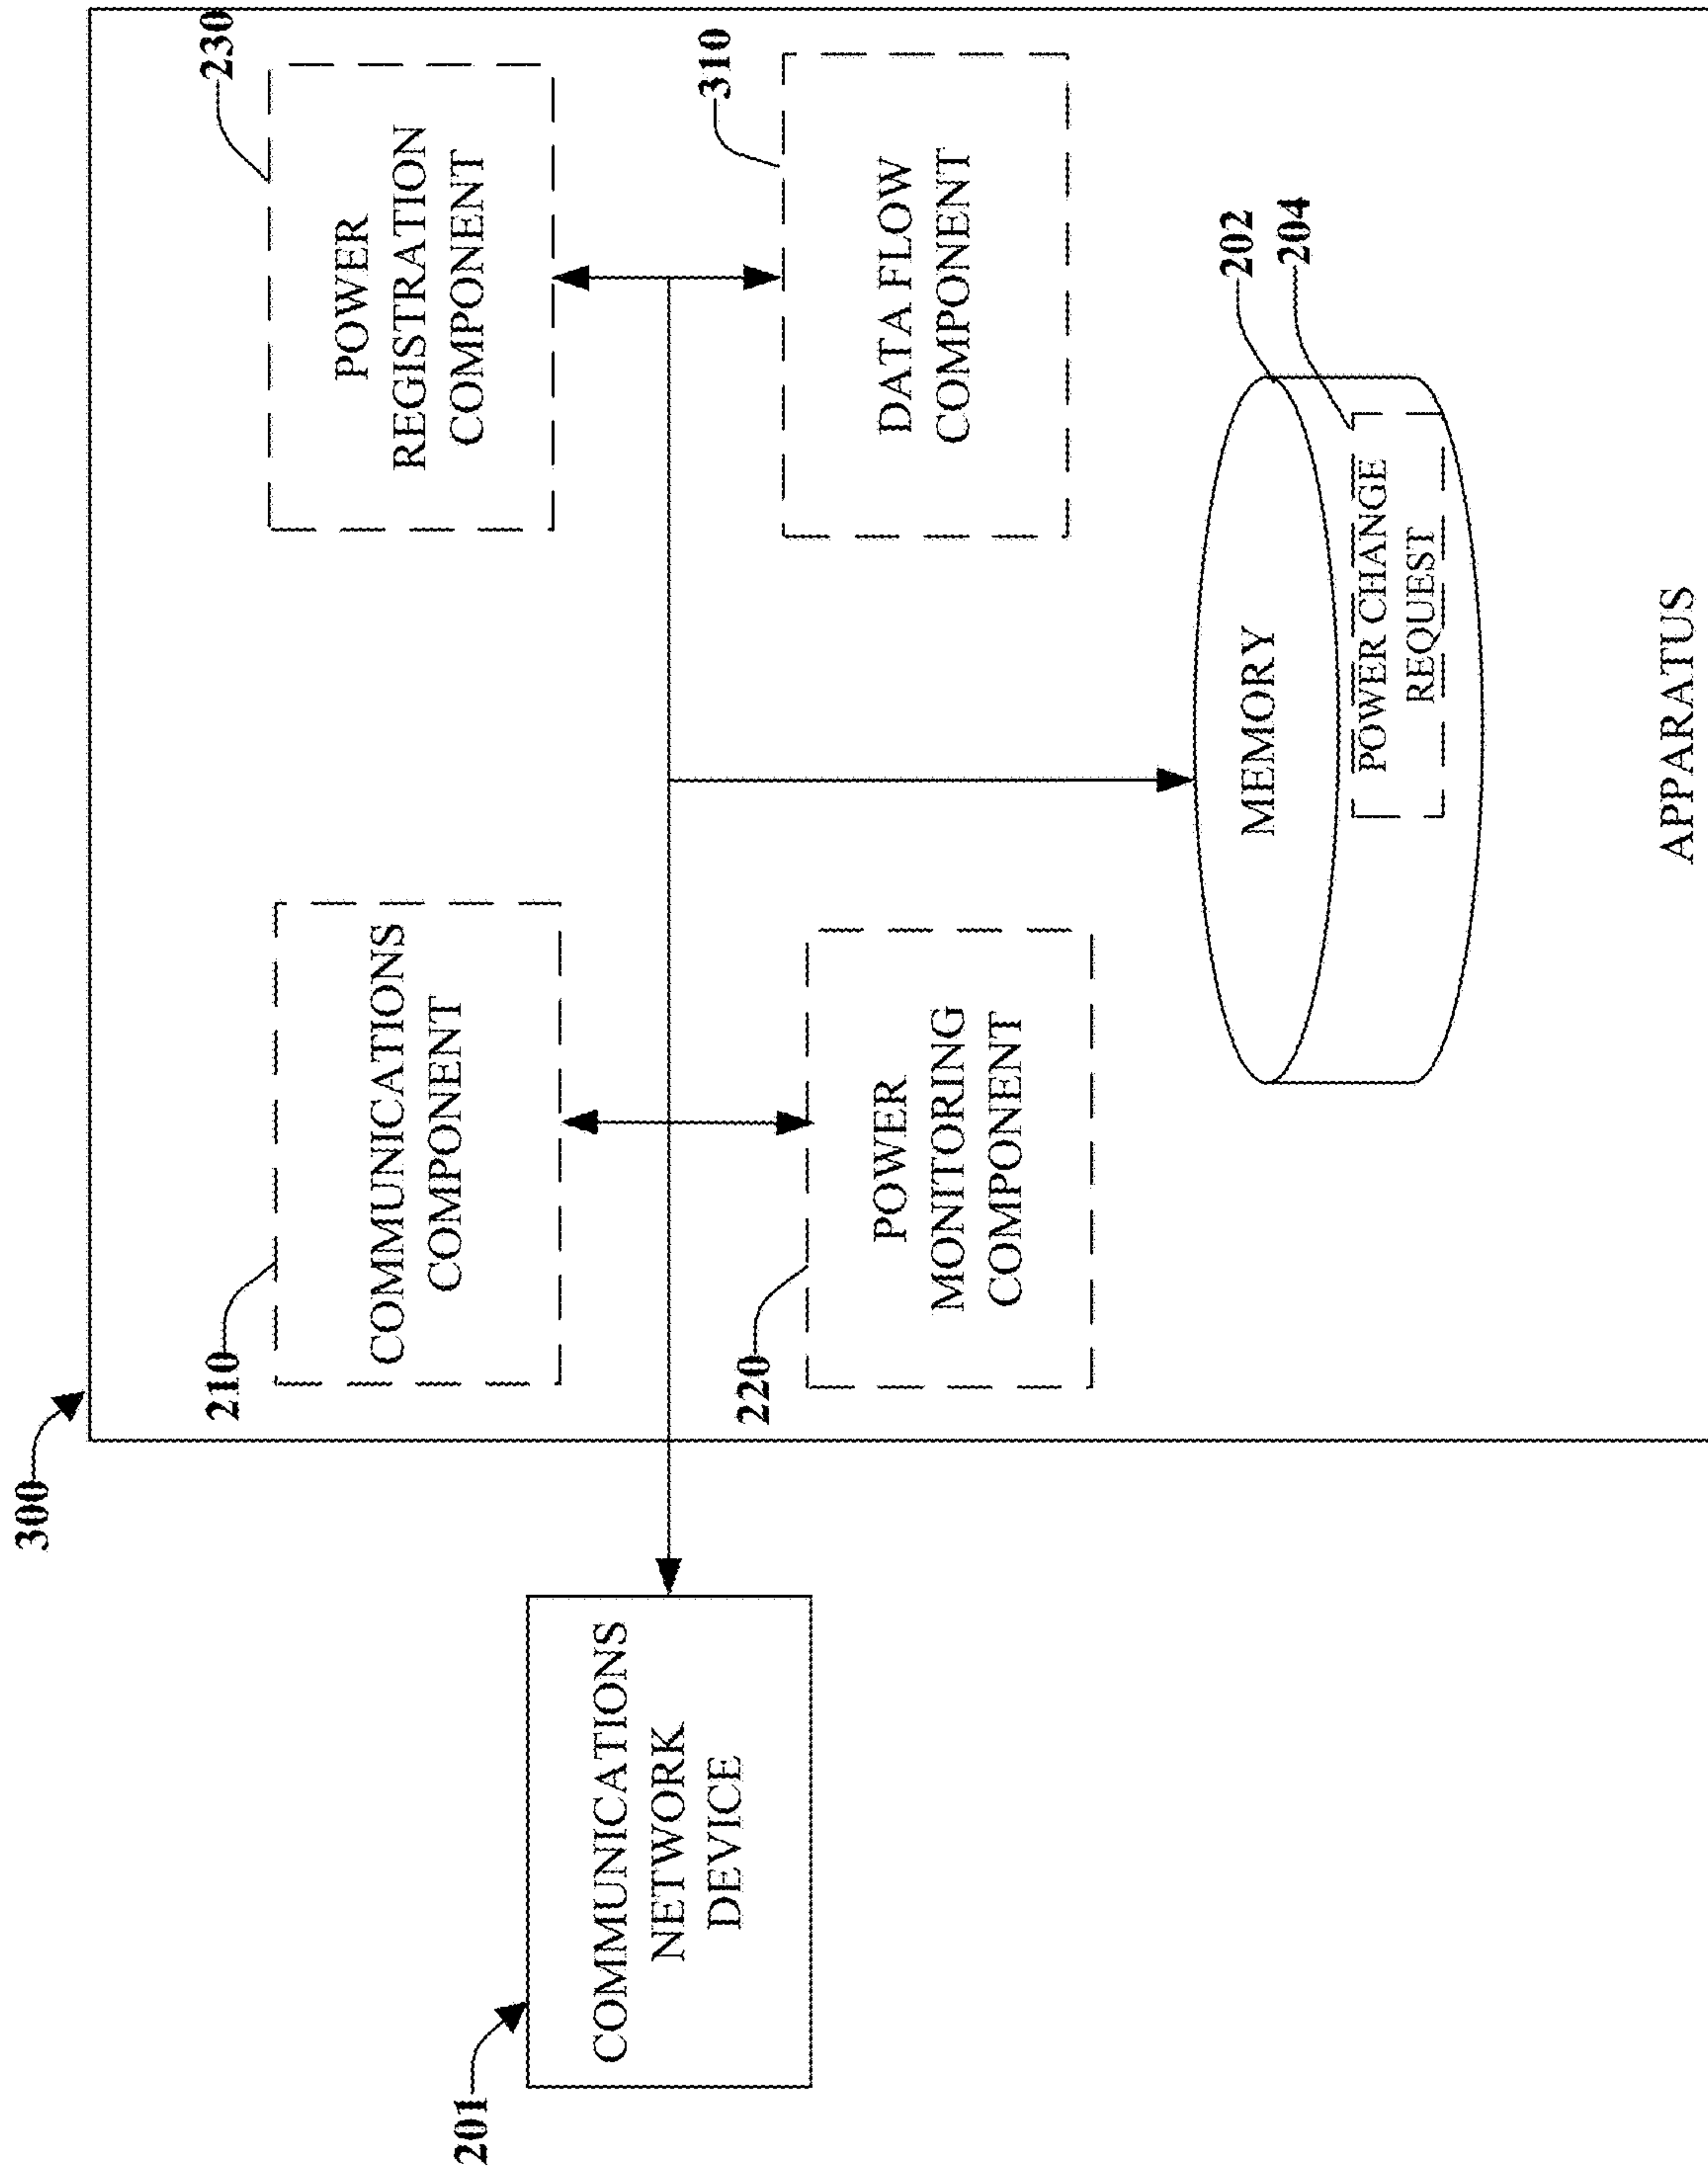 300
201
COMMUNICATIONS
NETWORK
DEVICE
210
COMMUNICATIONS
COMPONENT
230
POWER
REGISTRATION
COMPONENT
220
POWER
MONITORING
COMPONENT
310
DATA FLOW
COMPONENT
202
204
MEMORY
POWER CHANGE
REQUEST
APPARATUS